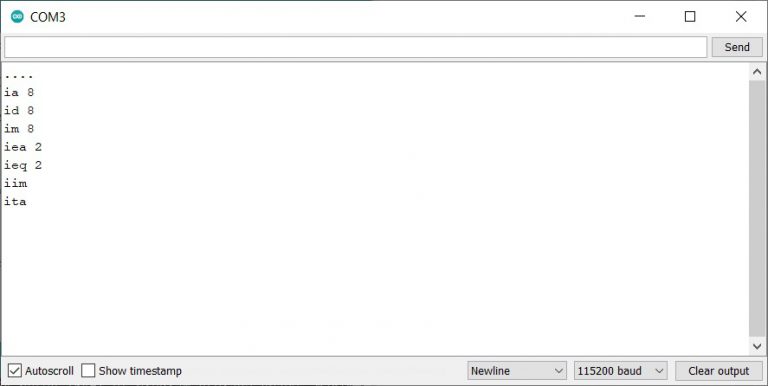 COM3
Send
....
ia 8
id 8
im 8
iea 2
ieq 2
iim
ita
Autoscroll Show timestamp Newline 115200 baud Clear output